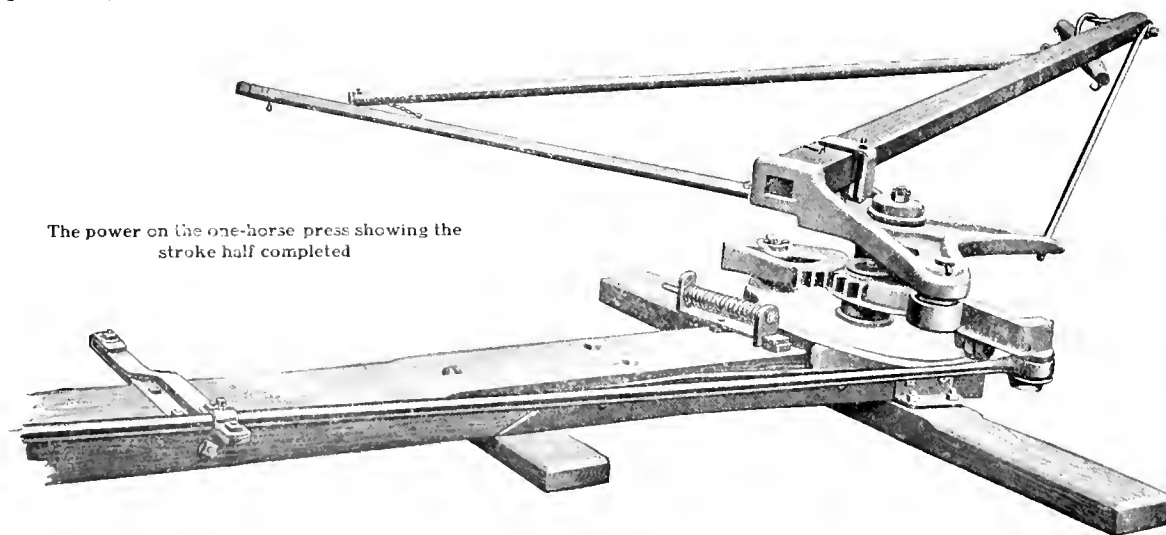 The power on the one-horse press showing the
stroke half completed